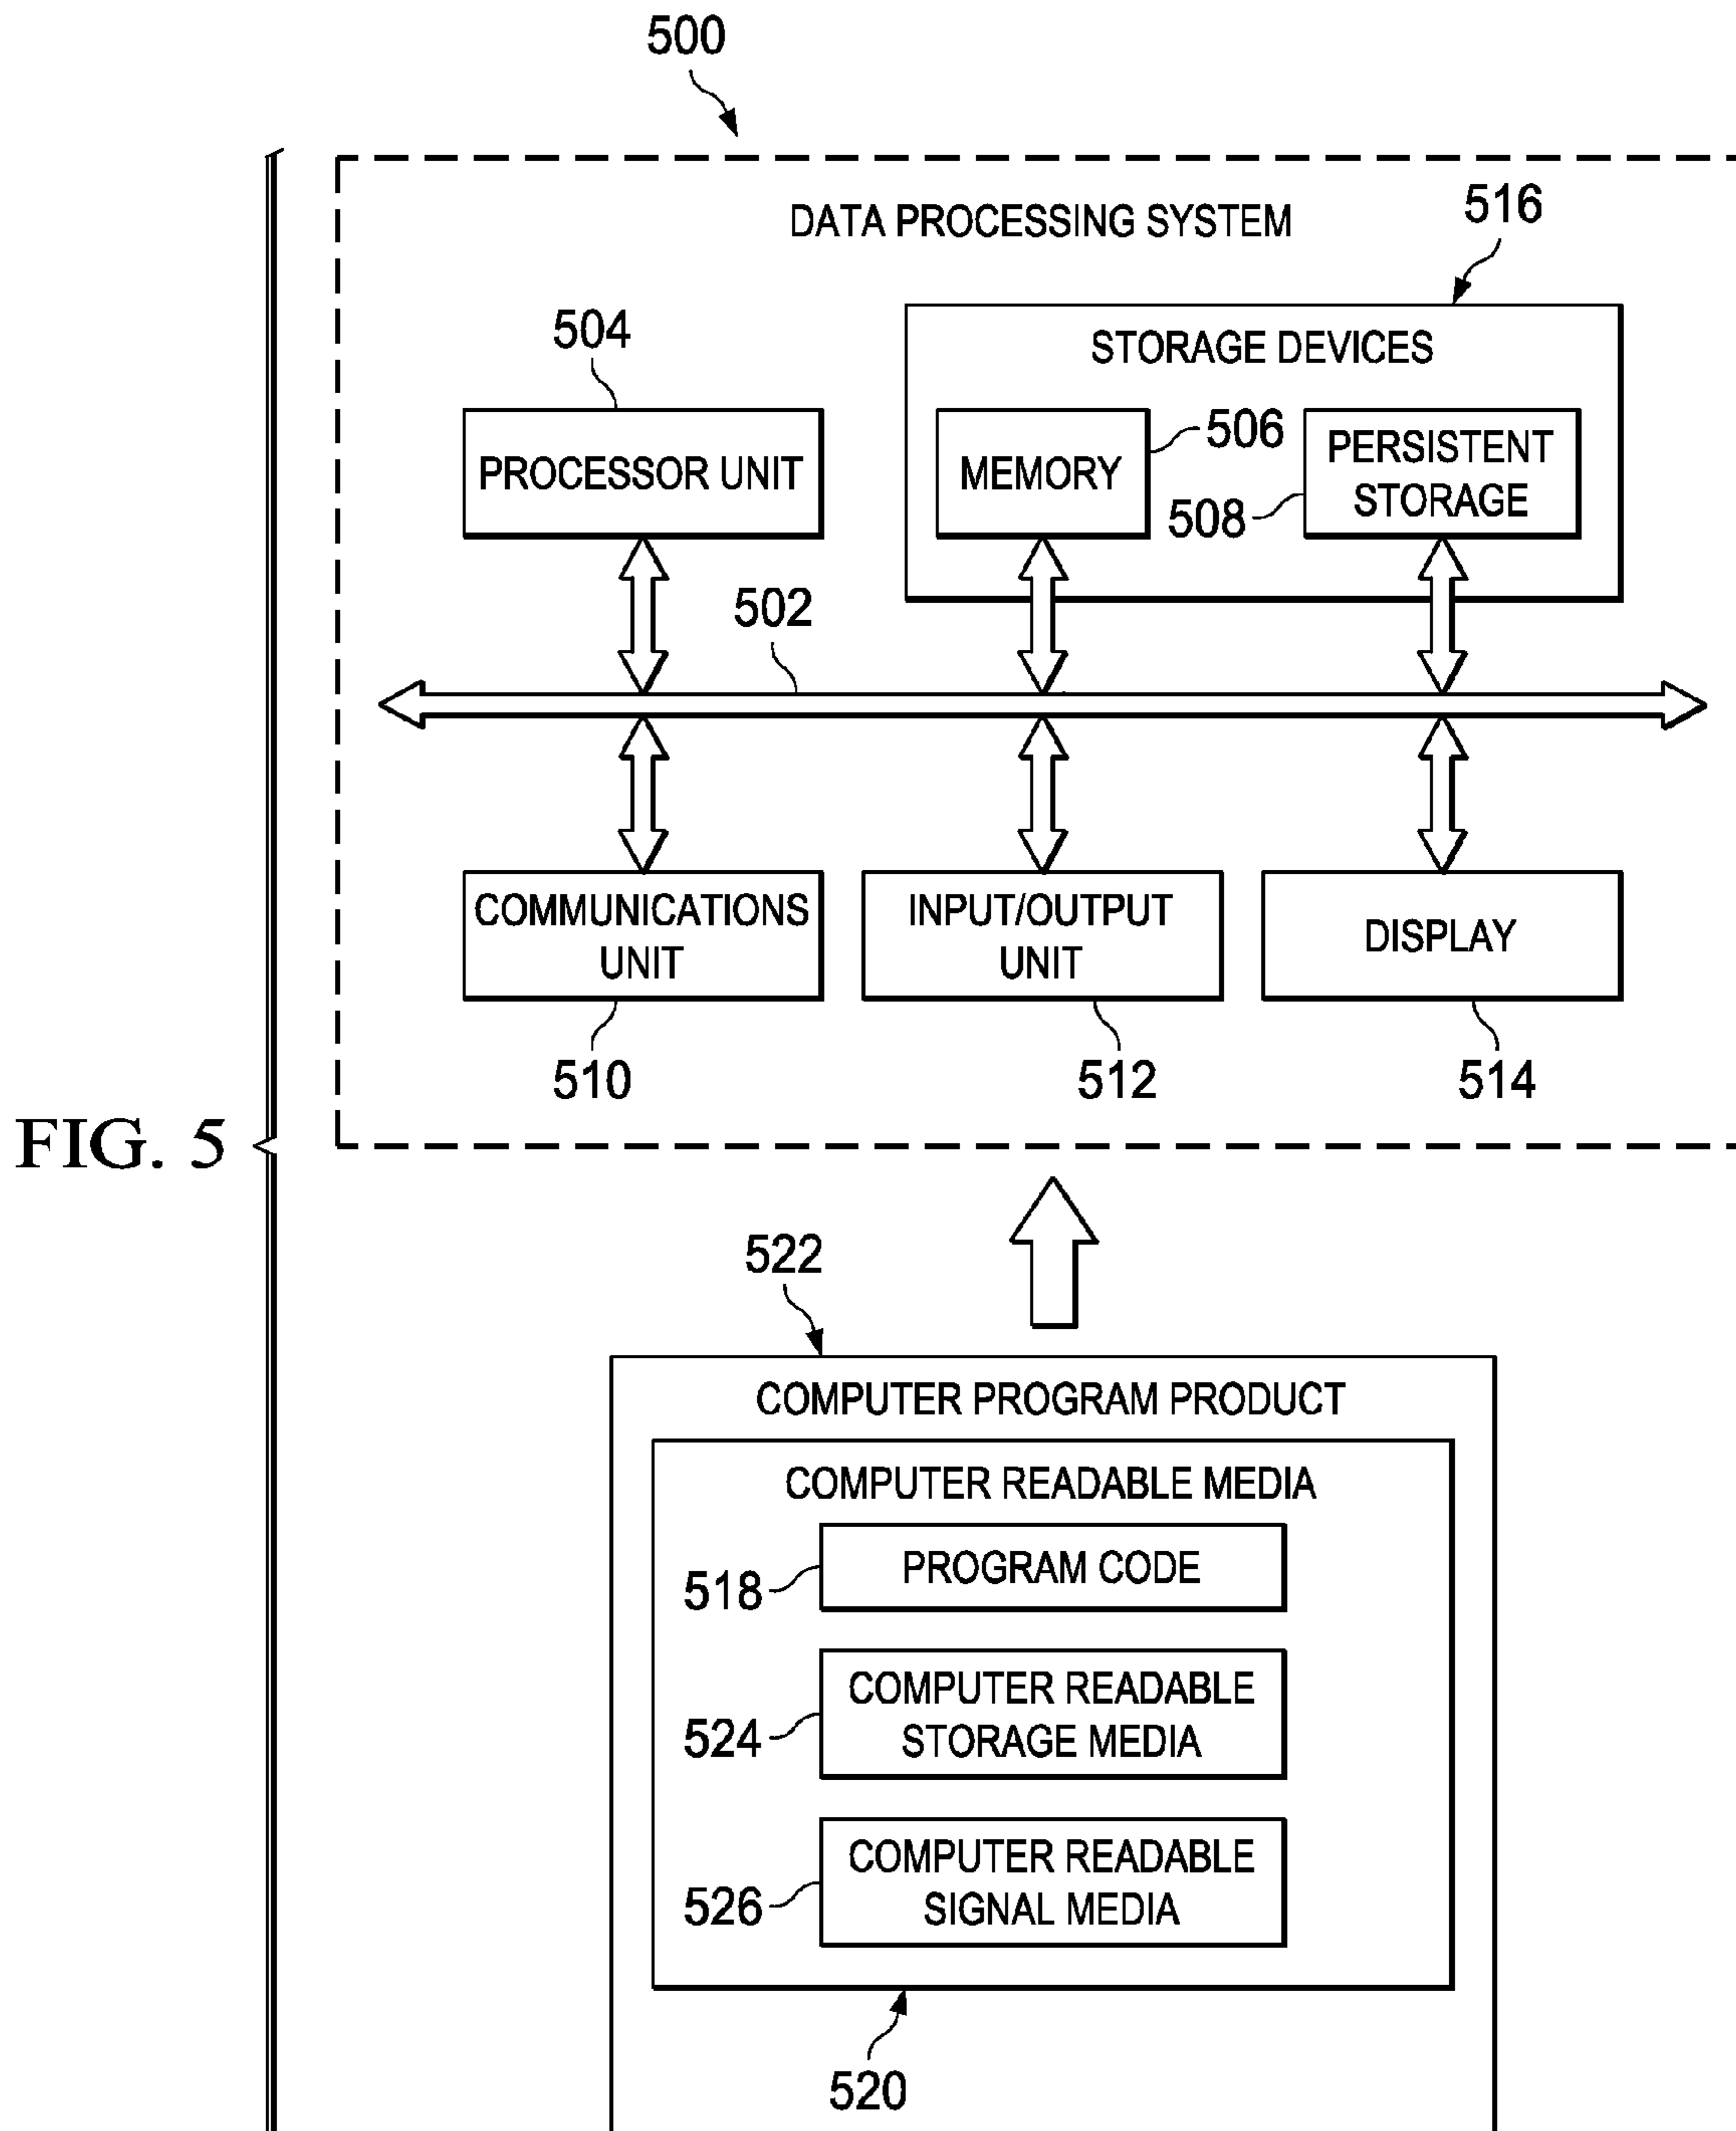 500
DATA PROCESSING SYSTEM
516
504
STORAGE DEVICES
PROCESSOR UNIT
MEMORY
506
508
PERSISTENT
STORAGE
502
COMMUNICATIONS
UNIT
INPUT/OUTPUT
UNIT
DISPLAY
510
512
514
FIG. 5
522
COMPUTER PROGRAM PRODUCT
COMPUTER READABLE MEDIA
518
PROGRAM CODE
524
COMPUTER READABLE
STORAGE MEDIA
526
COMPUTER READABLE
SIGNAL MEDIA
520